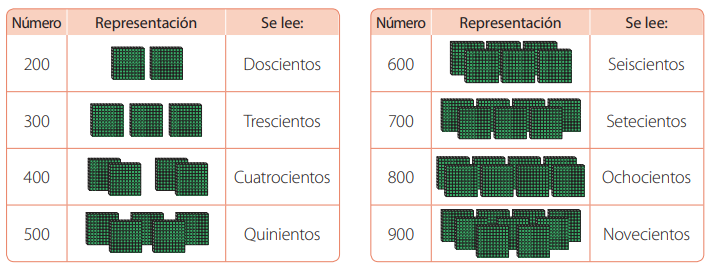 Número Representación Se lee:
200 Doscientos
300 Trescientos
400 Cuatrocientos
500 Quinientos
Número Representación Se lee:
600 Seiscientos
700 Setecientos
800 Ochocientos
900 Novecientos